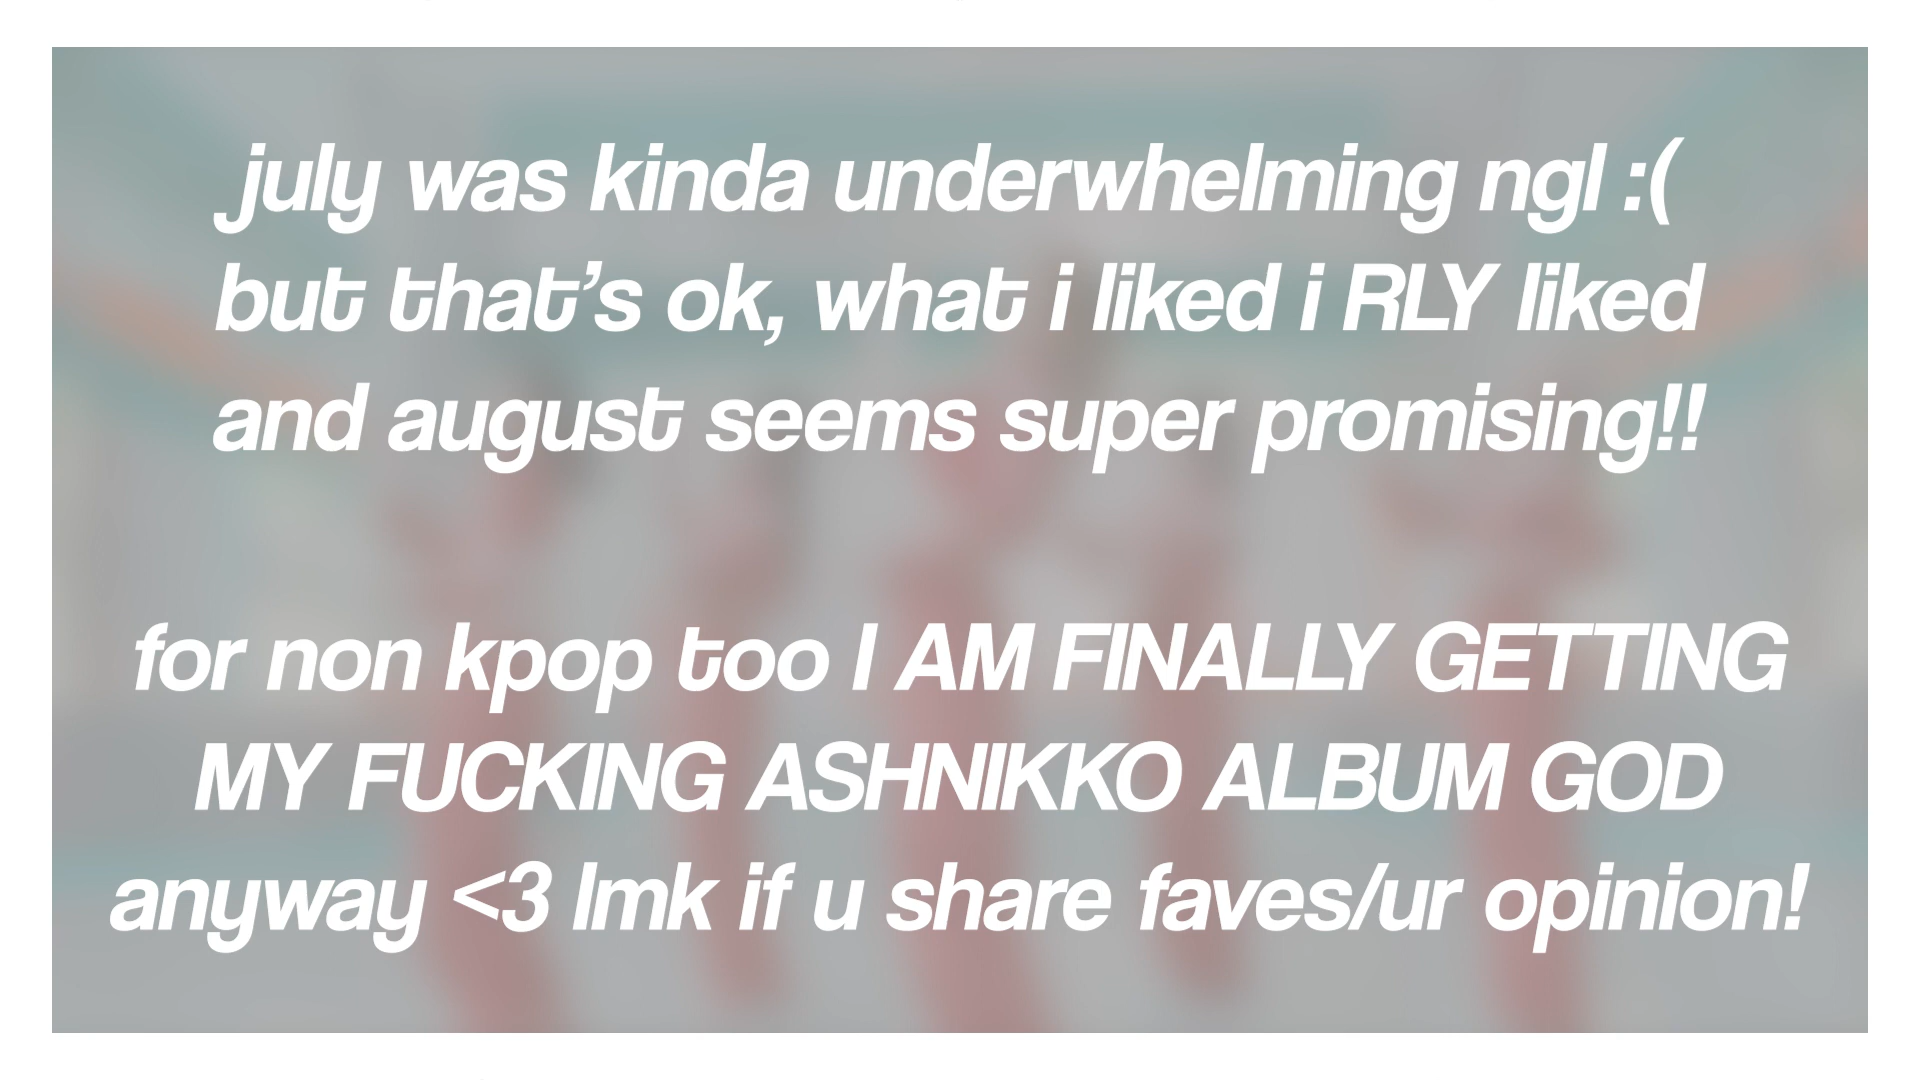 july was kinda underwhelming ngl :(
but that’s ok, what i liked i RLY liked
and august seems super promising!!
for non kpop too I AM FINALLY GETTING
MY FUCKING ASHNIKKO ALBUM GOD
anyway <3 lmk if u share faves/ur opinion!